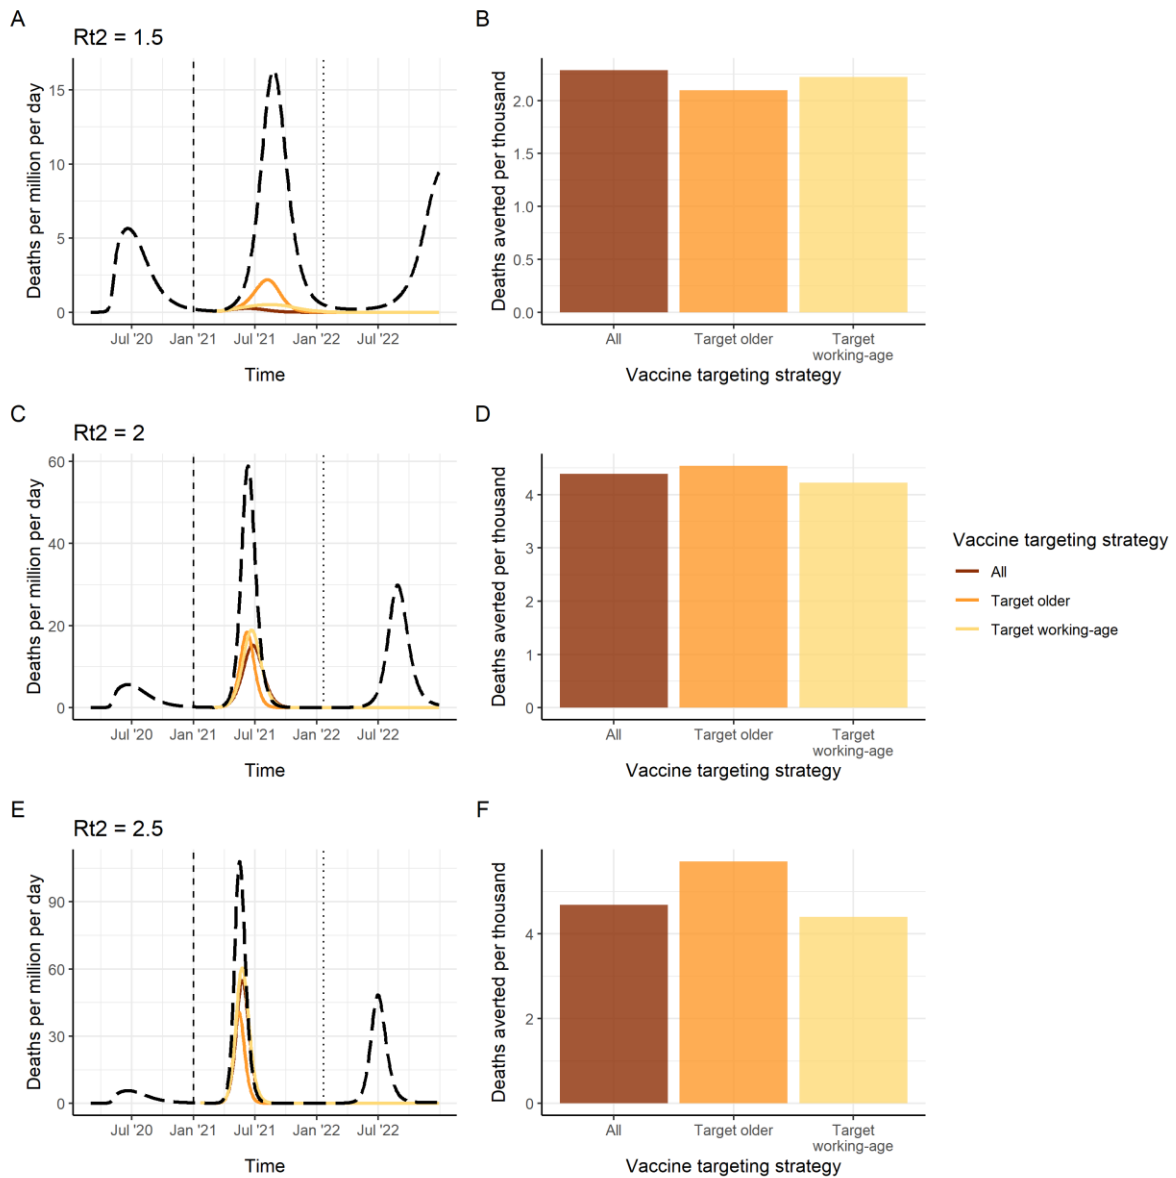 A
Rt2 = 1.5
Deaths per million per day
15
10
5
0
Jul '20
Jan '21
Jul '21
Jan '22
Jul '22
Time
B
Deaths averted per thousand
2.0
1.5
1.0
0.5
0.0
All
Target older
Target
working-age
Vaccine targeting strategy
C
Rt2 = 2
Deaths per million per day
60
40
20
0
Jul '20
Jan '21
Jul '21
Jan '22
Jul '22
Time
D
Deaths averted per thousand
4
3
2
1
0
All
Target older
Target
working-age
Vaccine targeting strategy
Vaccine targeting strategy
All
Target older
Target working-age
E
Rt2 = 2.5
Deaths per million per day
90
60
30
0
Jul '20
Jan '21
Jul '21
Jan '22
Jul '22
Time
F
Deaths averted per thousand
4
2
0
All
Target older
Target
working-age
Vaccine targeting strategy